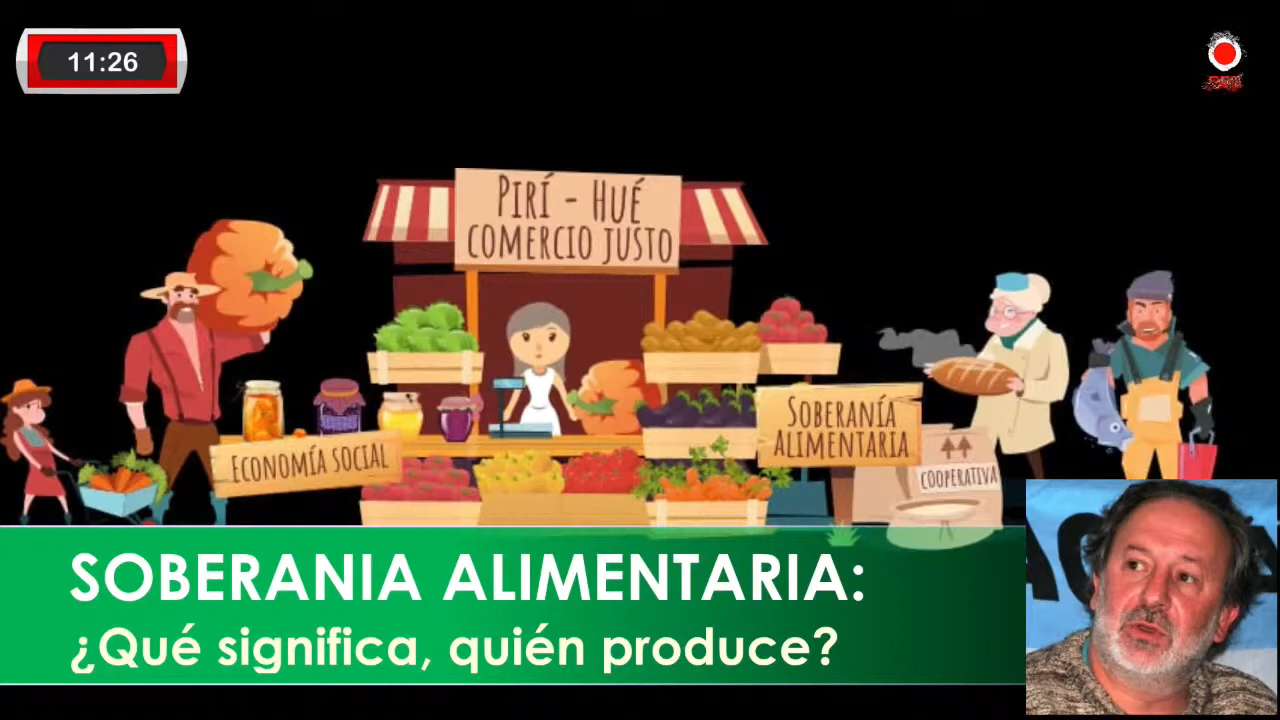 11:26
PIRÍ - HUÉ
COMERCIO JUSTO
ECONOMÍA SOCIAL
SOBERANÍA
ALIMENTARIA
COOPERATIVA
SOBERANIA ALIMENTARIA:
¿Qué significa, quién produce?